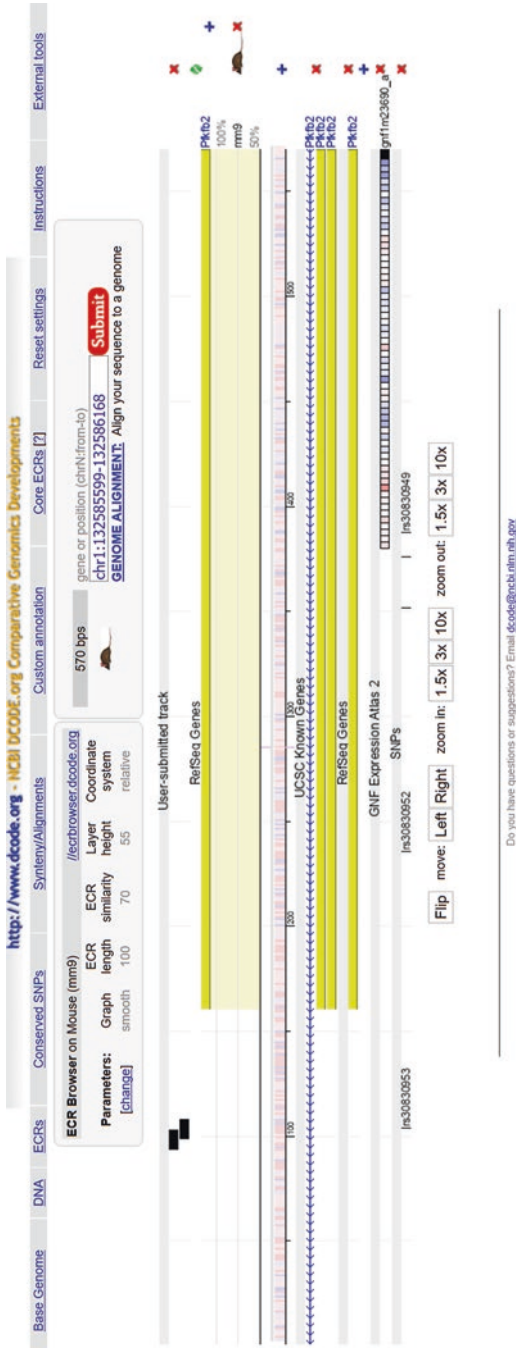 http://www.dcode.org - NCBI DCODE.org Comparative Genomics Developments
Base Genome DNA ECRs Conserved SNPs Synteny/Alignments Custom annotation Core ECRs [?] Reset settings Instructions External tools
ECR Browser on Mouse (mm9) //ecrbrowser.dcode.org
Parameters: Graph ECR length ECR similarity Layer height Coordinate system
[change] smooth 100 70 55 relative
570 bps
gene or position (chrN:from-to)
chr1:132585599-132586168 Submit
GENOME ALIGNMENT: Align your sequence to a genome
User-submitted track
RefSeq Genes
Pfkfb2
100%
mm9
50%
100 200 300 400 500
UCSC Known Genes
Pfkfb2
Pfkfb2
Pfkfb2
RefSeq Genes
Pfkfb2
GNF Expression Atlas 2
gnf1m23690_a
SNPs
rs30830953 rs30830952 rs30830949
Flip move: Left Right zoom in: 1.5x 3x 10x zoom out: 1.5x 3x 10x
Do you have questions or suggestions? Email dcode@ncbi.nlm.nih.gov